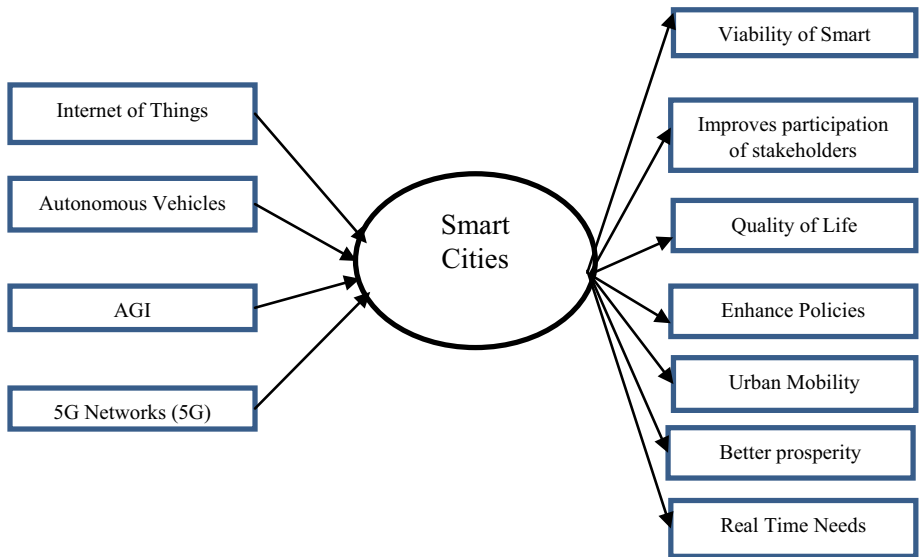 Internet of Things
Autonomous Vehicles
AGI
5G Networks (5G)
Smart
Cities
Viability of Smart
Improves participation
of stakeholders
Quality of Life
Enhance Policies
Urban Mobility
Better prosperity
Real Time Needs